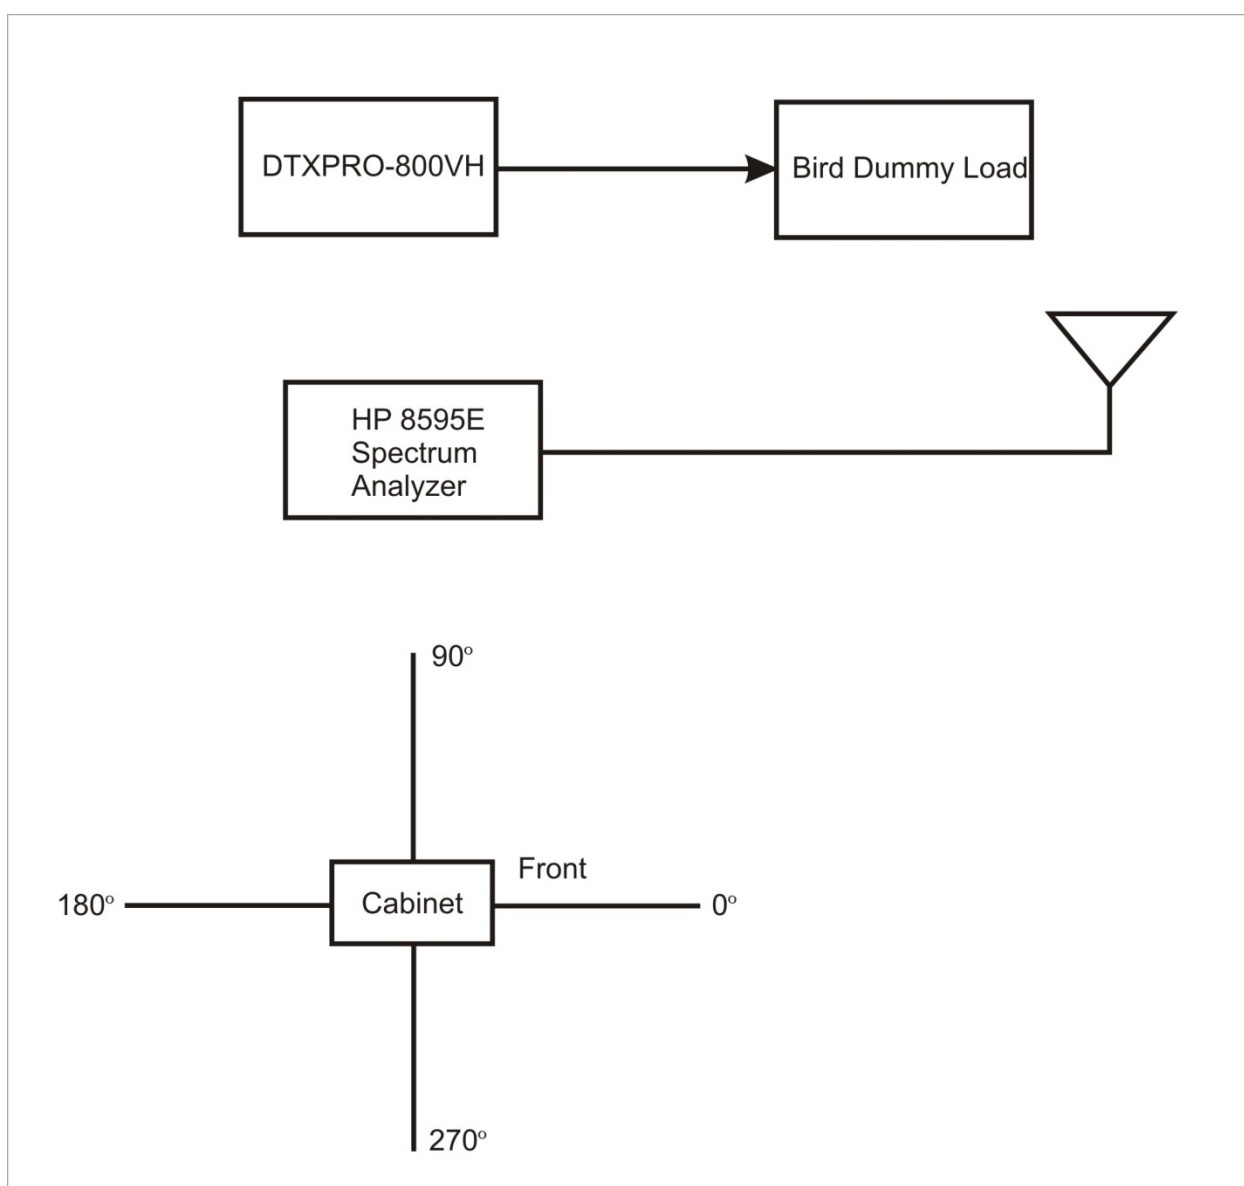 DTXPRO-800VH
Bird Dummy Load
HP 8595E
Spectrum
Analyzer
90°
Front
180°
Cabinet
0°
270°